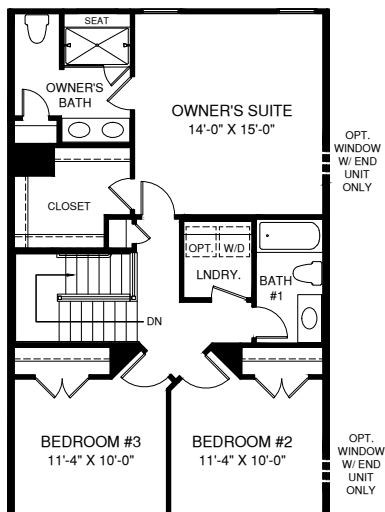 SEAT
OWNER'S
BATH
OWNER'S SUITE
14'-0" X 15'-0"
OPT.
WINDOW
W/ END
UNIT
ONLY
CLOSET
OPT. W/D
LNDRY.
BATH
#1
DN
BEDROOM #3
11'-4" X 10'-0"
BEDROOM #2
11'-4" X 10'-0"
OPT.
WINDOW
W/ END
UNIT
ONLY